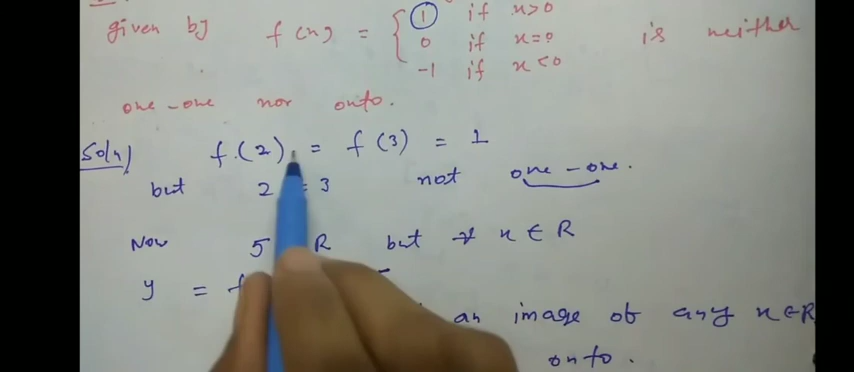 given by f(x) = { 1 if x>0
0 if x=0
-1 if x<0
is neither
one-one nor onto.
Soln f.(2) = f(3) = 1
but 2 = 3 not one-one.
Now 5 R but ∀ x ∈ R
y =
an image of any x∈R
onto.